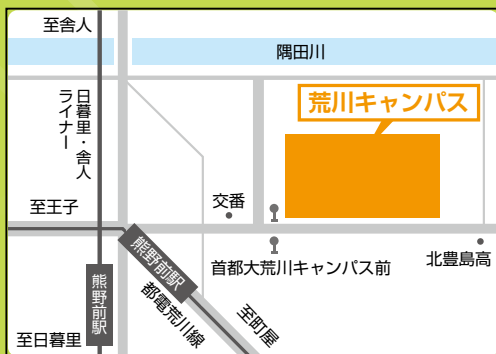 至舎人
隅田川
日暮里・舎人
ライナー
荒川キャンパス
至王子
交番
熊野前駅
首都大荒川キャンパス前
北豊島高
熊野前駅
都電荒川線
至町屋
至日暮里